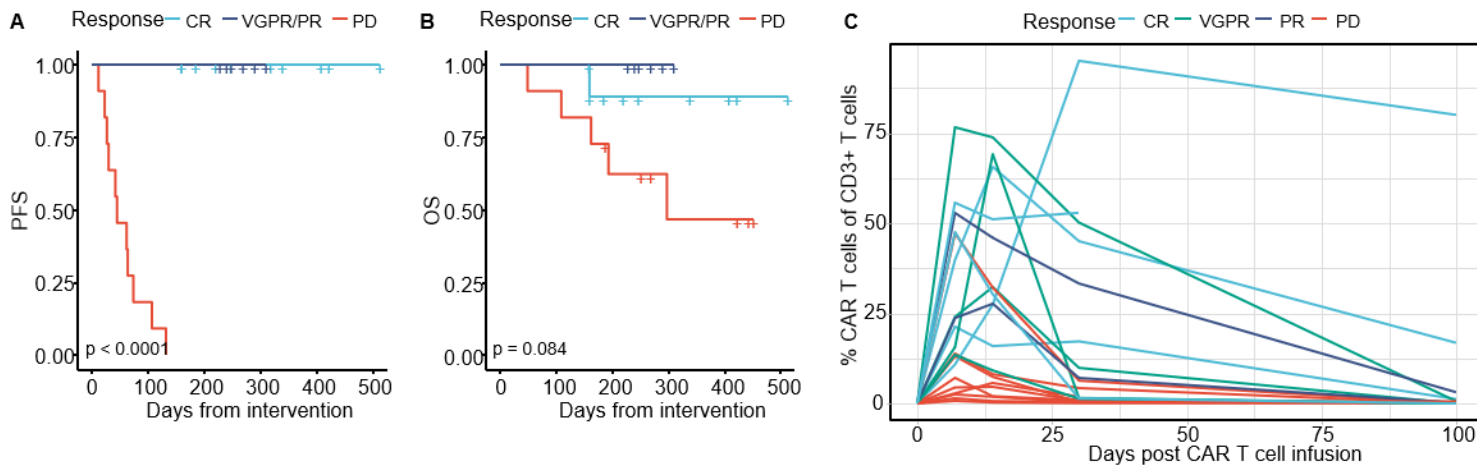 A
Response CR VGPR/PR PD
1.00
0.75
0.50
0.25
0.00
PFS
p < 0.0001
0 100 200 300 400 500
Days from intervention
B
Response CR VGPR/PR PD
1.00
0.75
0.50
0.25
0.00
OS
p = 0.084
0 100 200 300 400 500
Days from intervention
C
Response CR VGPR PR PD
75
50
25
0
% CAR T cells of CD3+ T cells
0 25 50 75 100
Days post CAR T cell infusion